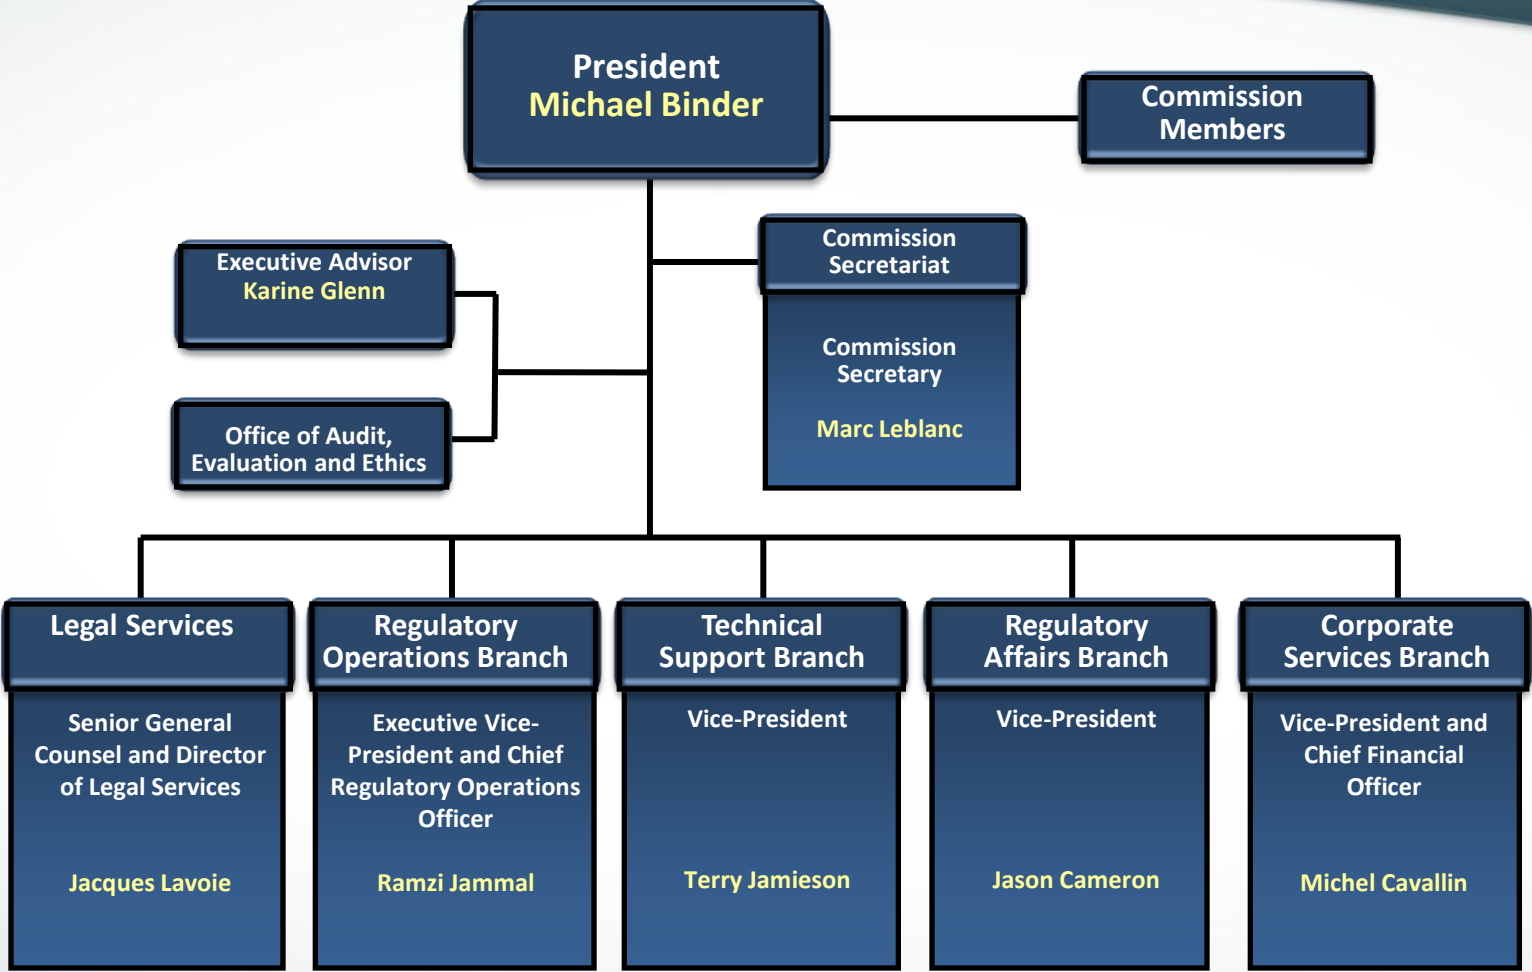 President
Michael Binder
Commission
Members
Commission
Secretariat
Commission
Secretary
Marc Leblanc
Executive Advisor
Karine Glenn
Office of Audit,
Evaluation and Ethics
Legal Services
Senior General
Counsel and Director
of Legal Services
Jacques Lavoie
Regulatory
Operations Branch
Executive Vice-
President and Chief
Regulatory Operations
Officer
Ramzi Jammal
Technical
Support Branch
Vice-President
Terry Jamieson
Regulatory
Affairs Branch
Vice-President
Jason Cameron
Corporate
Services Branch
Vice-President and
Chief Financial
Officer
Michel Cavallin